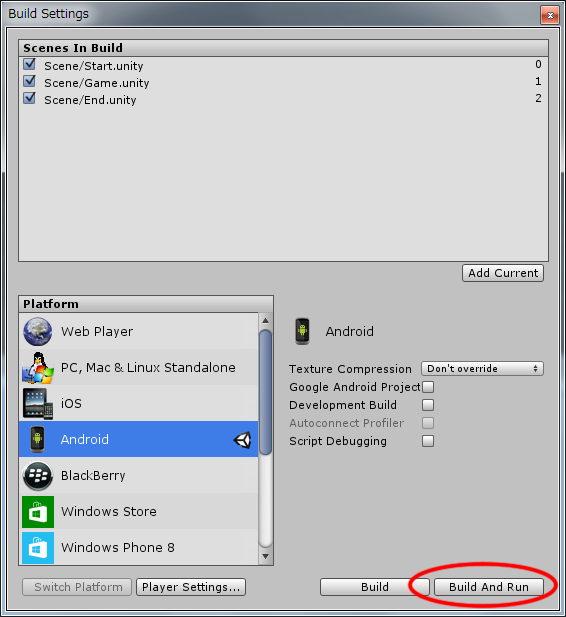 Build Settings
Scenes In Build
Scene/Start.unity 0
Scene/Game.unity 1
Scene/End.unity 2
Add Current
Platform
Web Player
PC, Mac & Linux Standalone
iOS
Android
BlackBerry
Windows Store
Windows Phone 8
Android
Texture Compression Don't override
Google Android Project
Development Build
Autoconnect Profiler
Script Debugging
Switch Platform Player Settings... Build Build And Run